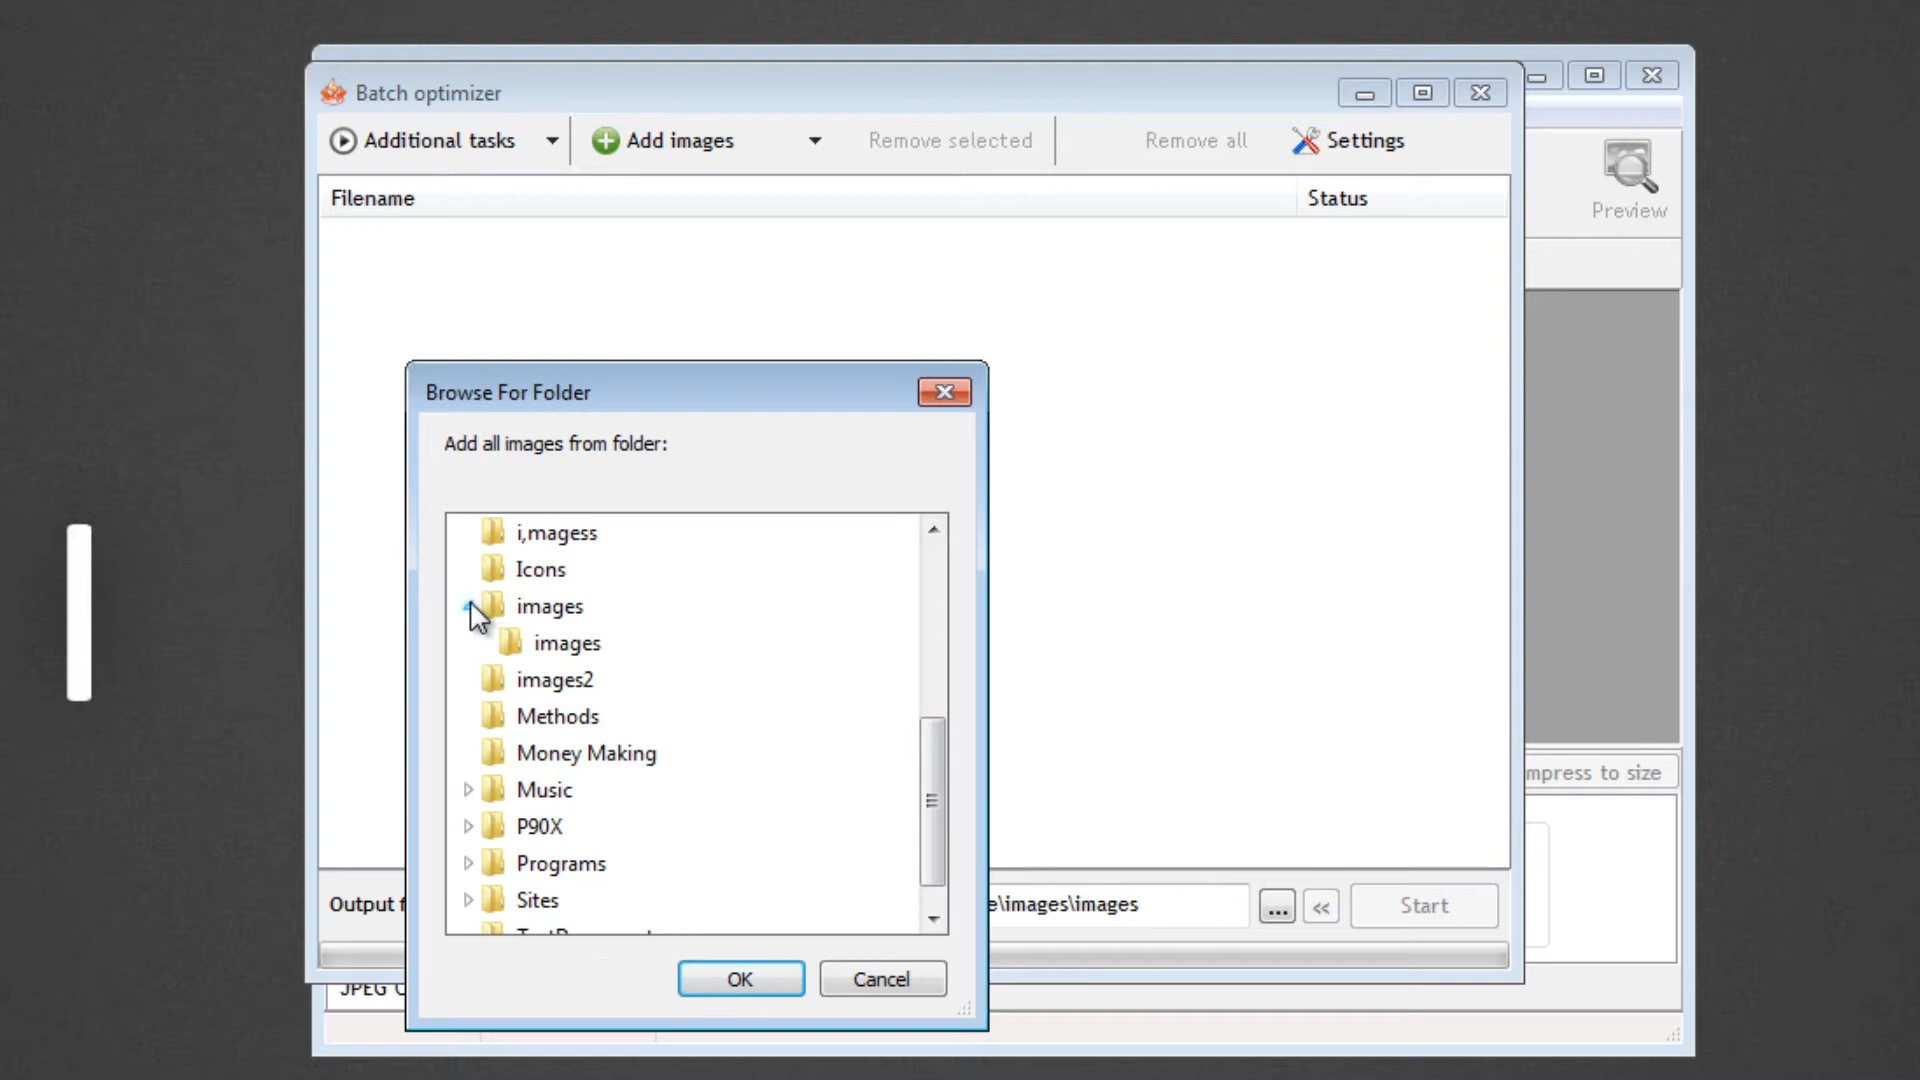 Batch optimizer
Additional tasks Add images Remove selected Remove all Settings
Preview
Filename Status
Browse For Folder
Add all images from folder:
i,magess
Icons
images
images
images2
Methods
Money Making
Music
P90X
Programs
Sites
mpress to size
Output f e\images\images ... « Start
OK Cancel
JPEG